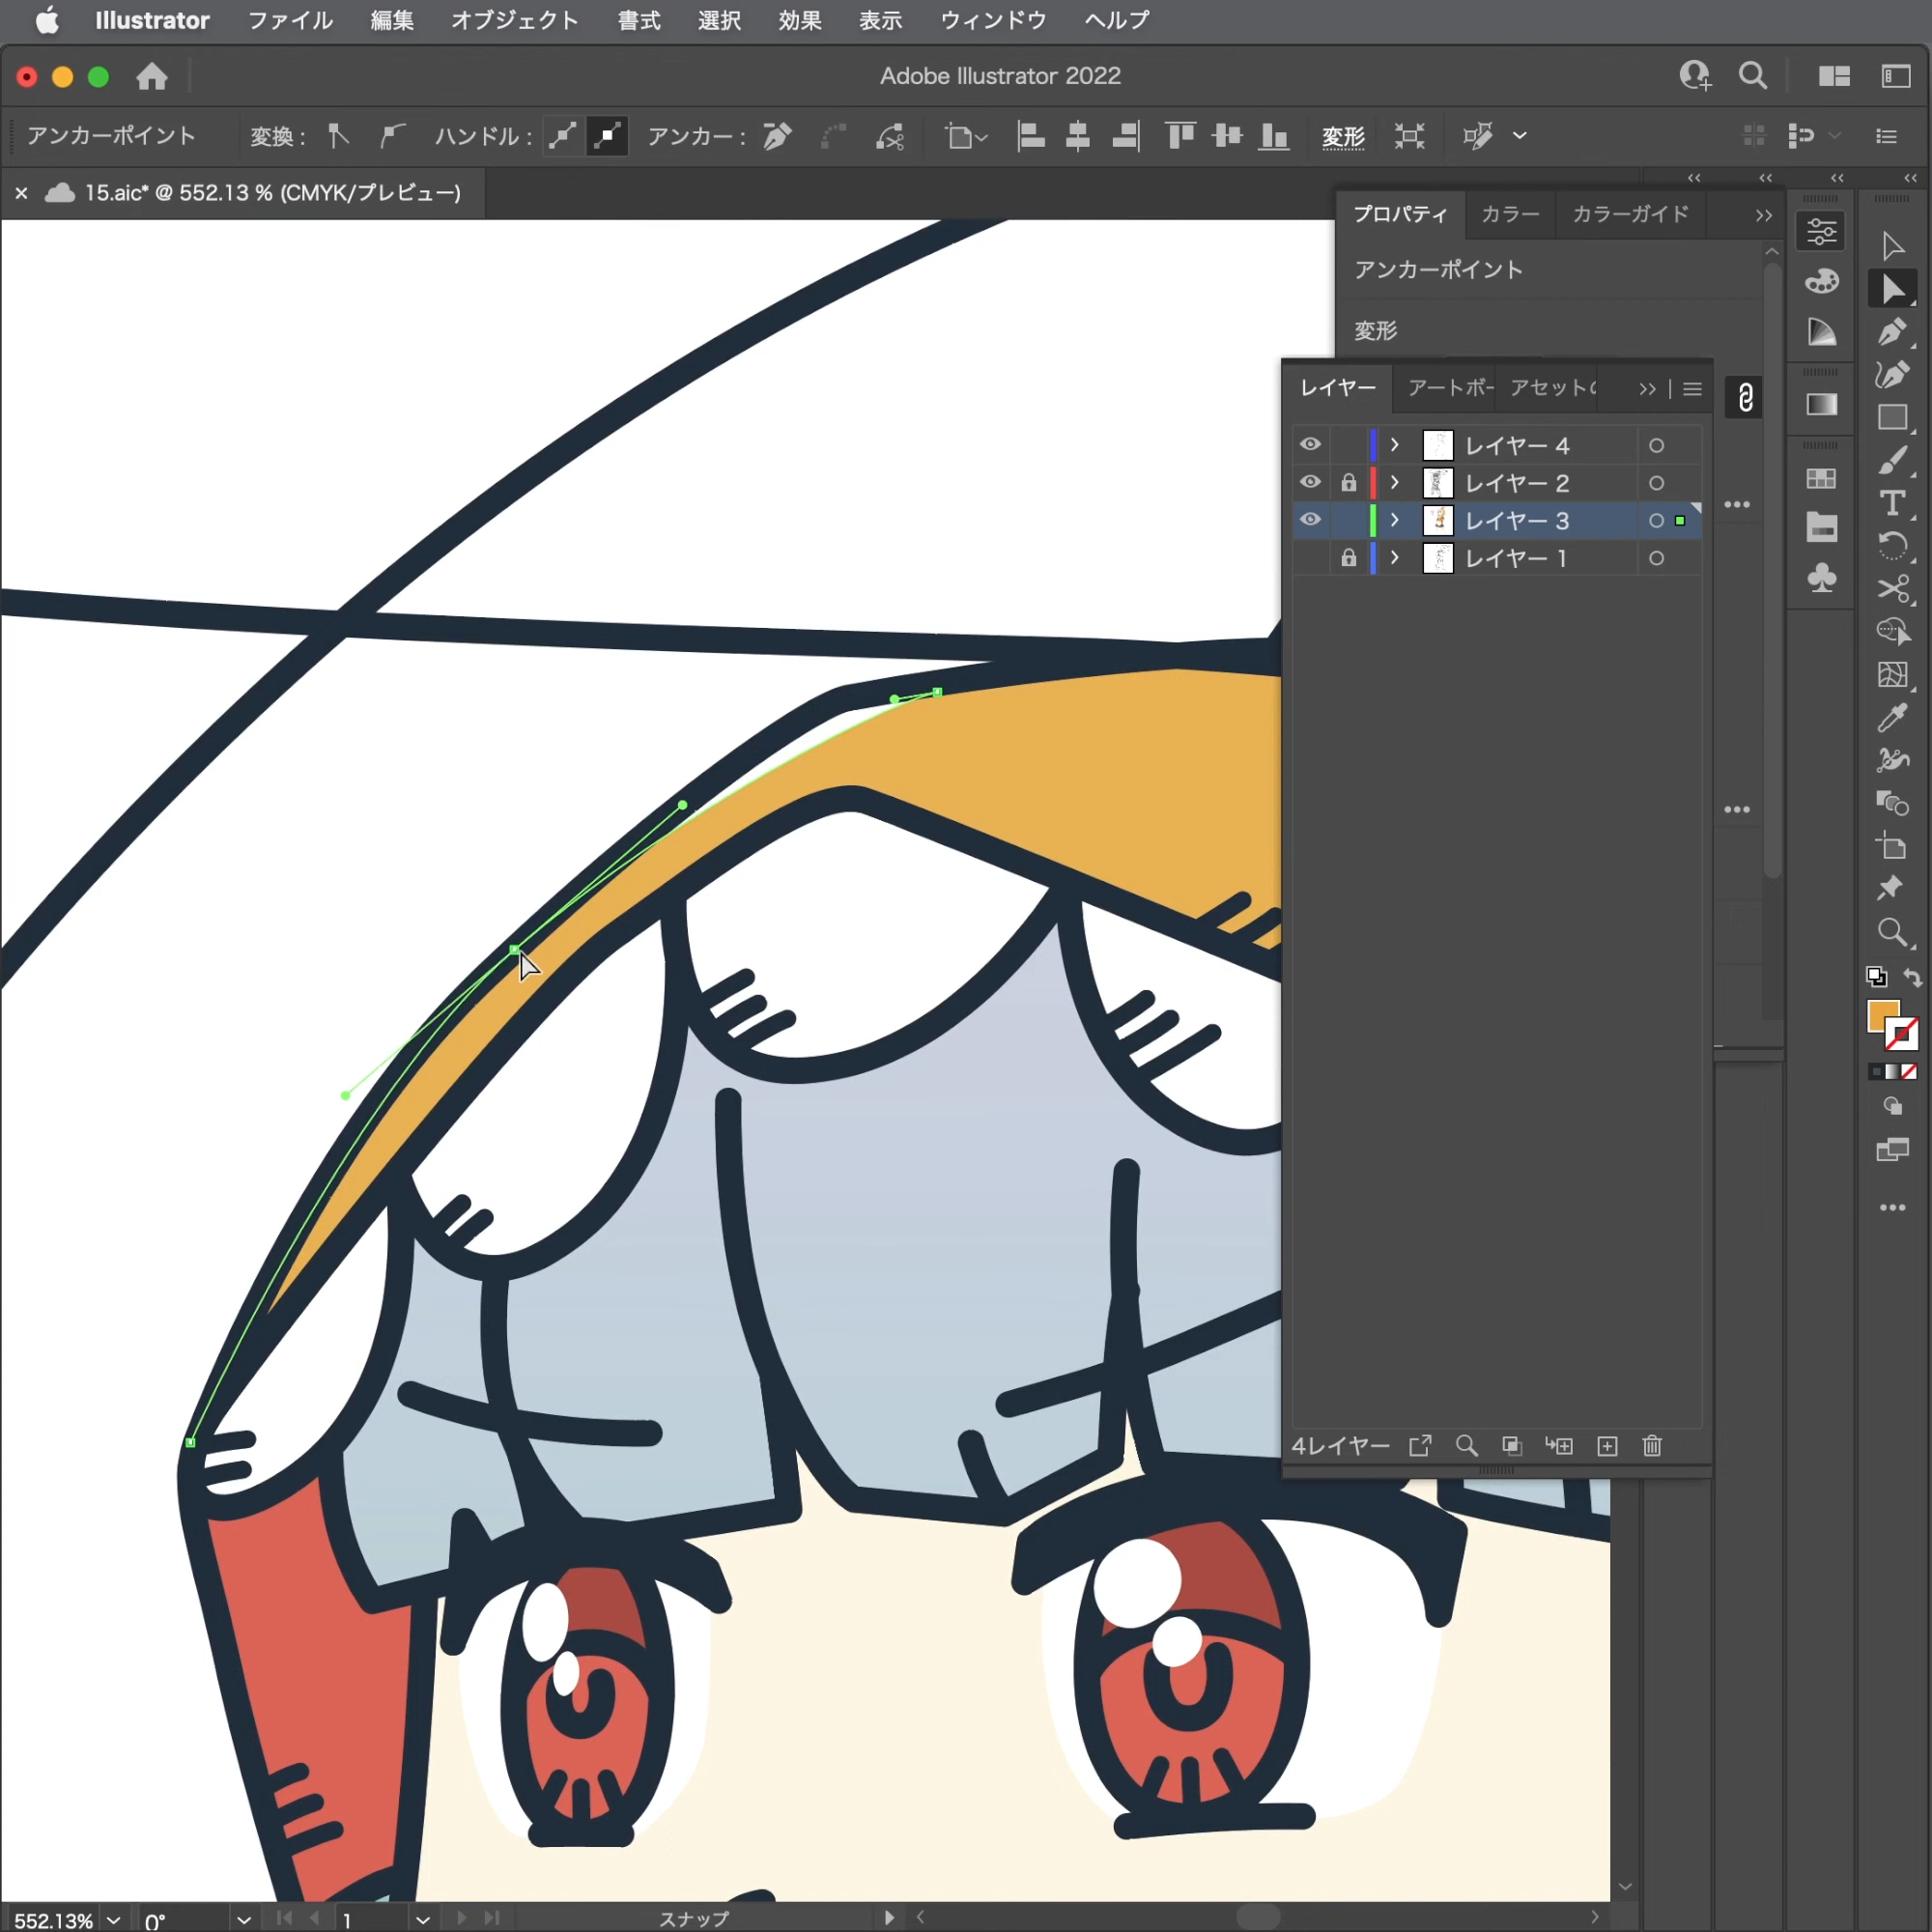 Illustrator ファイル 編集 オブジェクト 書式 選択 効果 表示 ウィンドウ ヘルプ
Adobe Illustrator 2022
アンカーポイント 変換： ハンドル： アンカー： 変形
× 15.aic* @ 552.13 % (CMYK/プレビュー)
プロパティ カラー カラーガイド
アンカーポイント
変形
レイヤー アートボー アセットの
レイヤー 4
レイヤー 2
レイヤー 3
レイヤー 1
4レイヤー
552.13% 0° 1 スナップ